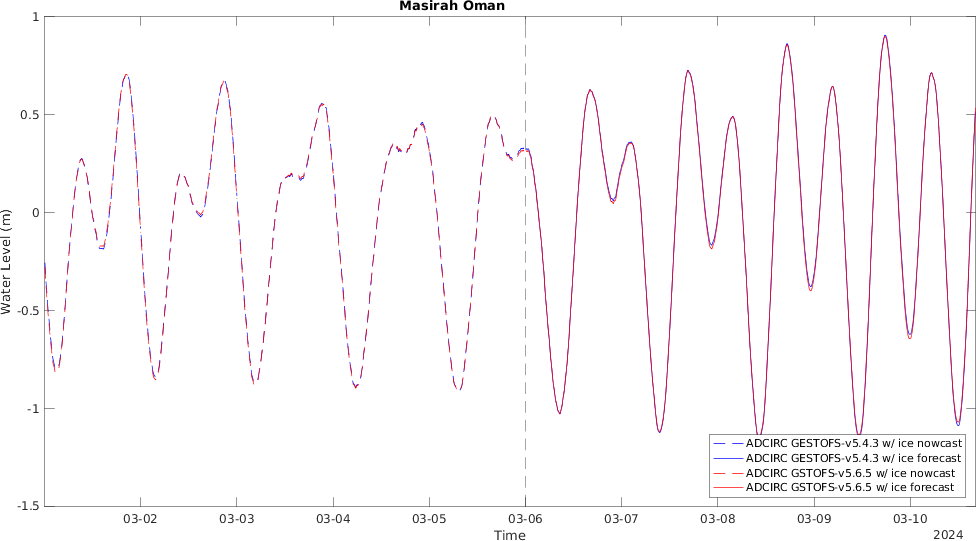 Masirah Oman
1
0.5
0
-0.5
-1
-1.5
Water Level (m)
ADCIRC GESTOFS-v5.4.3 w/ ice nowcast
ADCIRC GESTOFS-v5.4.3 w/ ice forecast
ADCIRC GSTOFS-v5.6.5 w/ ice nowcast
ADCIRC GSTOFS-v5.6.5 w/ ice forecast
03-02 03-03 03-04 03-05 03-06 03-07 03-08 03-09 03-10
Time
2024